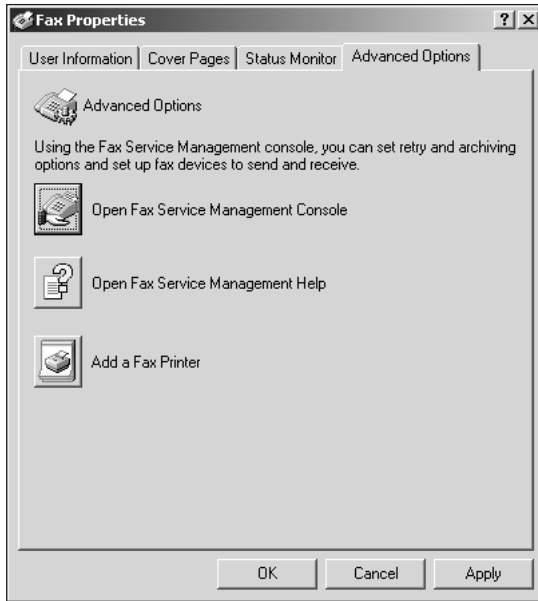 Fax Properties
User Information
Cover Pages
Status Monitor
Advanced Options
Advanced Options
Using the Fax Service Management console, you can set retry and archiving
options and set up fax devices to send and receive.
Open Fax Service Management Console
Open Fax Service Management Help
Add a Fax Printer
OK
Cancel
Apply